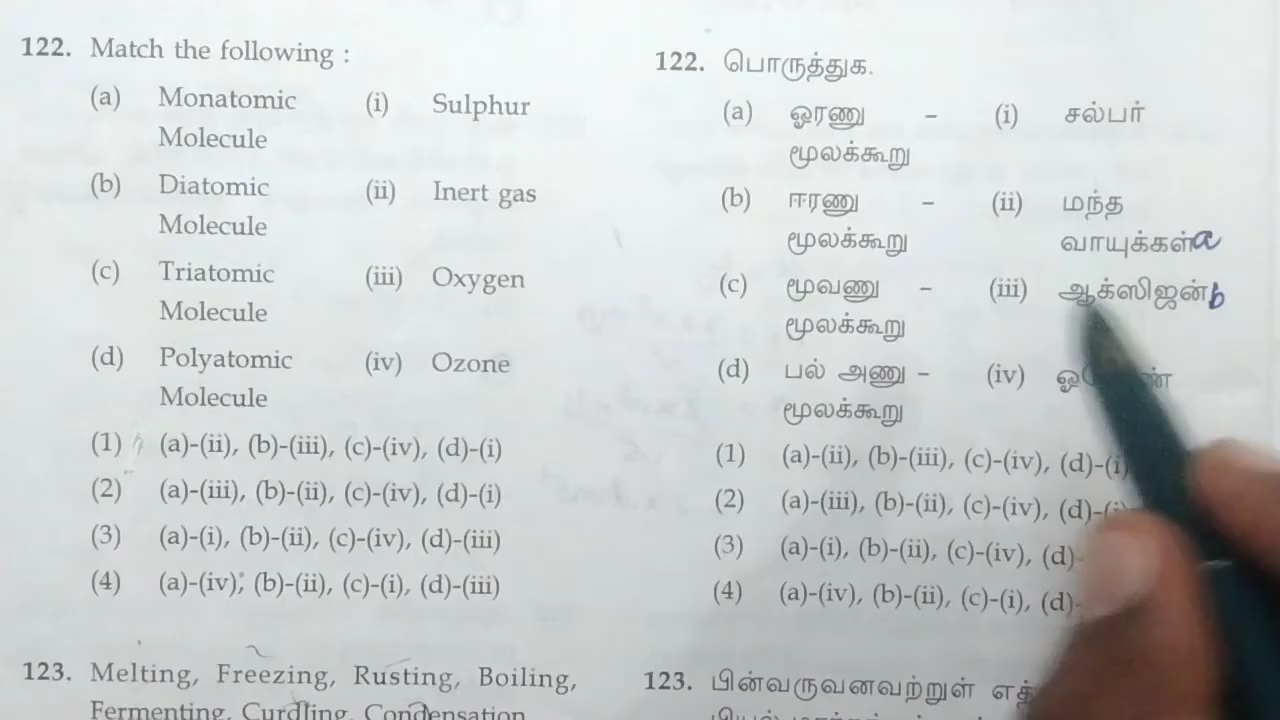 122. Match the following :
(a) Monatomic Molecule (i) Sulphur
(b) Diatomic Molecule (ii) Inert gas
(c) Triatomic Molecule (iii) Oxygen
(d) Polyatomic Molecule (iv) Ozone
(1) (a)-(ii), (b)-(iii), (c)-(iv), (d)-(i)
(2) (a)-(iii), (b)-(ii), (c)-(iv), (d)-(i)
(3) (a)-(i), (b)-(ii), (c)-(iv), (d)-(iii)
(4) (a)-(iv), (b)-(ii), (c)-(i), (d)-(iii)
123. Melting, Freezing, Rusting, Boiling,
Fermenting, Curdling, Condensation
122. பொருத்துக.
(a) ஓரணு – (i) சல்பர்
மூலக்கூறு
(b) ஈரணு – (ii) மந்த
மூலக்கூறு வாயுக்கள் a
(c) மூவணு – (iii) ஆக்ஸிஜன் b
மூலக்கூறு
(d) பல் அணு – (iv)
மூலக்கூறு
(1) (a)-(ii), (b)-(iii), (c)-(iv), (d)-(i)
(2) (a)-(iii), (b)-(ii), (c)-(iv), (d)-(i)
(3) (a)-(i), (b)-(ii), (c)-(iv), (d)-
(4) (a)-(iv), (b)-(ii), (c)-(i), (d)-
123. பின்வருவனவற்றுள்